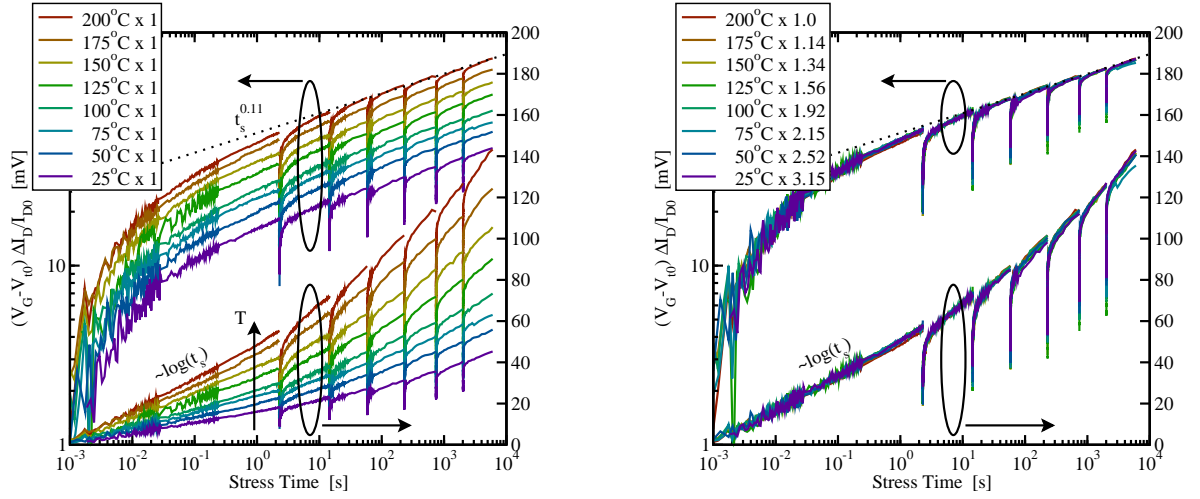 200°C x 1
175°C x 1
150°C x 1
125°C x 1
100°C x 1
75°C x 1
50°C x 1
25°C x 1
t_s^0.11
~log(t_s)
T
10
1
(V_G-V_t0) ΔI_D/I_D0 [mV]
200
180
160
140
120
100
80
60
40
20
0
10^-3 10^-2 10^-1 10^0 10^1 10^2 10^3 10^4
Stress Time [s]
200°C x 1.0
175°C x 1.14
150°C x 1.34
125°C x 1.56
100°C x 1.92
75°C x 2.15
50°C x 2.52
25°C x 3.15
~log(t_s)
10
1
(V_G-V_t0) ΔI_D/I_D0 [mV]
200
180
160
140
120
100
80
60
40
20
0
10^-3 10^-2 10^-1 10^0 10^1 10^2 10^3 10^4
Stress Time [s]